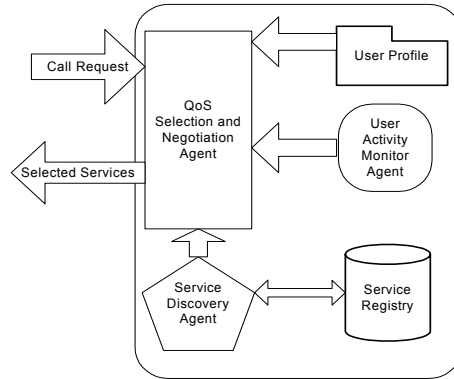 Call Request
User Profile
QoS
Selection and
Negotiation
Agent
User
Activity
Monitor
Agent
Selected Services
Service
Discovery
Agent
Service
Registry